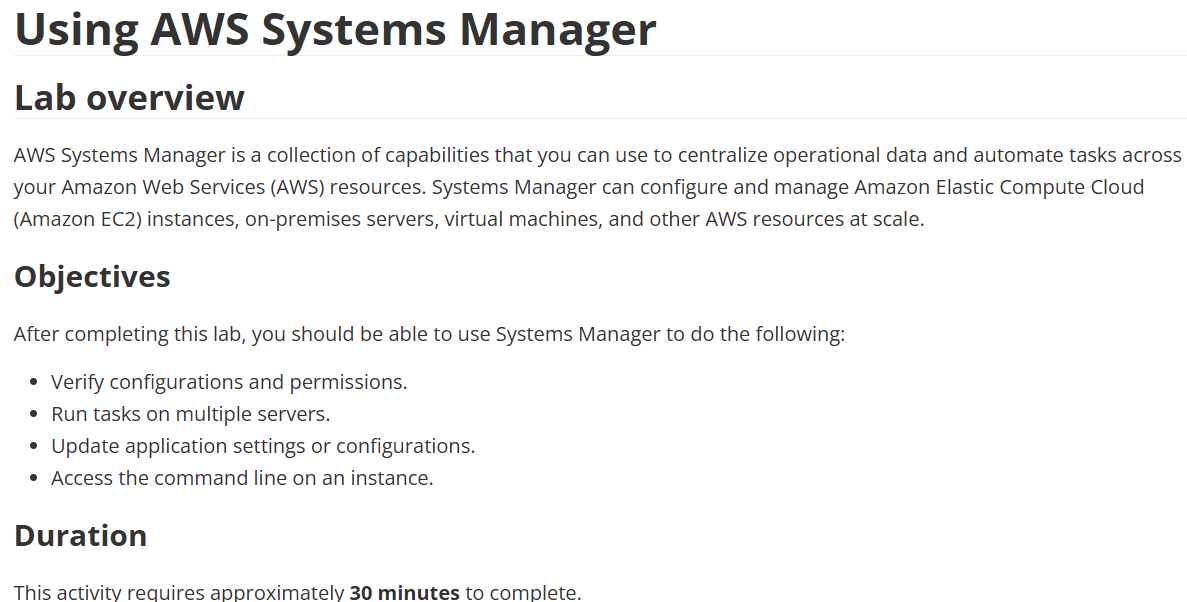 Using AWS Systems Manager
Lab overview
AWS Systems Manager is a collection of capabilities that you can use to centralize operational data and automate tasks across
your Amazon Web Services (AWS) resources. Systems Manager can configure and manage Amazon Elastic Compute Cloud
(Amazon EC2) instances, on-premises servers, virtual machines, and other AWS resources at scale.
Objectives
After completing this lab, you should be able to use Systems Manager to do the following:
• Verify configurations and permissions.
• Run tasks on multiple servers.
• Update application settings or configurations.
• Access the command line on an instance.
Duration
This activity requires approximately 30 minutes to complete.